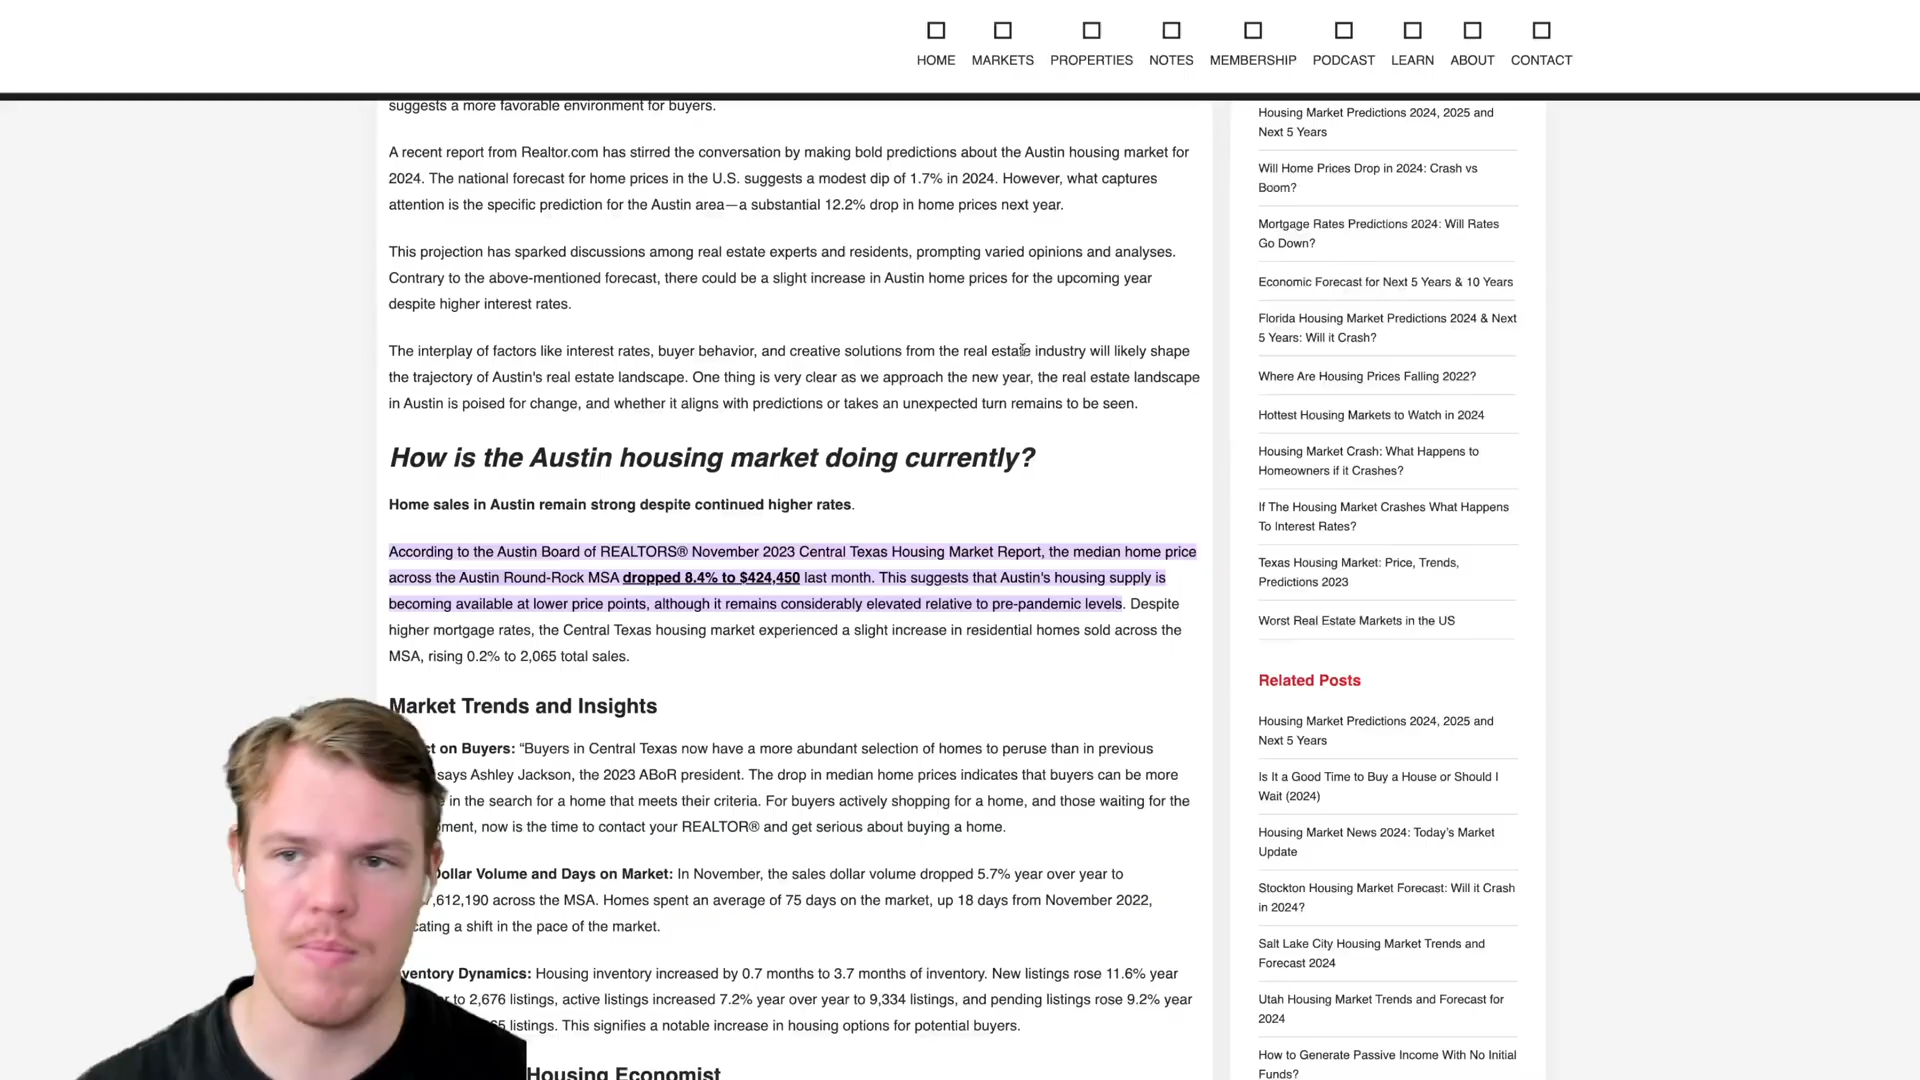 HOME MARKETS PROPERTIES NOTES MEMBERSHIP PODCAST LEARN ABOUT CONTACT
suggests a more favorable environment for buyers.
A recent report from Realtor.com has stirred the conversation by making bold predictions about the Austin housing market for
2024. The national forecast for home prices in the U.S. suggests a modest dip of 1.7% in 2024. However, what captures
attention is the specific prediction for the Austin area—a substantial 12.2% drop in home prices next year.
This projection has sparked discussions among real estate experts and residents, prompting varied opinions and analyses.
Contrary to the above-mentioned forecast, there could be a slight increase in Austin home prices for the upcoming year
despite higher interest rates.
The interplay of factors like interest rates, buyer behavior, and creative solutions from the real estate industry will likely shape
the trajectory of Austin's real estate landscape. One thing is very clear as we approach the new year, the real estate landscape
in Austin is poised for change, and whether it aligns with predictions or takes an unexpected turn remains to be seen.
How is the Austin housing market doing currently?
Home sales in Austin remain strong despite continued higher rates.
According to the Austin Board of REALTORS® November 2023 Central Texas Housing Market Report, the median home price
across the Austin Round-Rock MSA dropped 8.4% to $424,450 last month. This suggests that Austin's housing supply is
becoming available at lower price points, although it remains considerably elevated relative to pre-pandemic levels. Despite
higher mortgage rates, the Central Texas housing market experienced a slight increase in residential homes sold across the
MSA, rising 0.2% to 2,065 total sales.
Market Trends and Insights
on Buyers: “Buyers in Central Texas now have a more abundant selection of homes to peruse than in previous
says Ashley Jackson, the 2023 ABoR president. The drop in median home prices indicates that buyers can be more
in the search for a home that meets their criteria. For buyers actively shopping for a home, and those waiting for the
now is the time to contact your REALTOR® and get serious about buying a home.
Dollar Volume and Days on Market: In November, the sales dollar volume dropped 5.7% year over year to
,612,190 across the MSA. Homes spent an average of 75 days on the market, up 18 days from November 2022,
a shift in the pace of the market.
Dynamics: Housing inventory increased by 0.7 months to 3.7 months of inventory. New listings rose 11.6% year
to 2,676 listings, active listings increased 7.2% year over year to 9,334 listings, and pending listings rose 9.2% year
listings. This signifies a notable increase in housing options for potential buyers.
Housing Economist
Housing Market Predictions 2024, 2025 and
Next 5 Years
Will Home Prices Drop in 2024: Crash vs
Boom?
Mortgage Rates Predictions 2024: Will Rates
Go Down?
Economic Forecast for Next 5 Years & 10 Years
Florida Housing Market Predictions 2024 & Next
5 Years: Will it Crash?
Where Are Housing Prices Falling 2022?
Hottest Housing Markets to Watch in 2024
Housing Market Crash: What Happens to
Homeowners if it Crashes?
If The Housing Market Crashes What Happens
To Interest Rates?
Texas Housing Market: Price, Trends,
Predictions 2023
Worst Real Estate Markets in the US
Related Posts
Housing Market Predictions 2024, 2025 and
Next 5 Years
Is It a Good Time to Buy a House or Should I
Wait (2024)
Housing Market News 2024: Today’s Market
Update
Stockton Housing Market Forecast: Will it Crash
in 2024?
Salt Lake City Housing Market Trends and
Forecast 2024
Utah Housing Market Trends and Forecast for
2024
How to Generate Passive Income With No Initial
Funds?